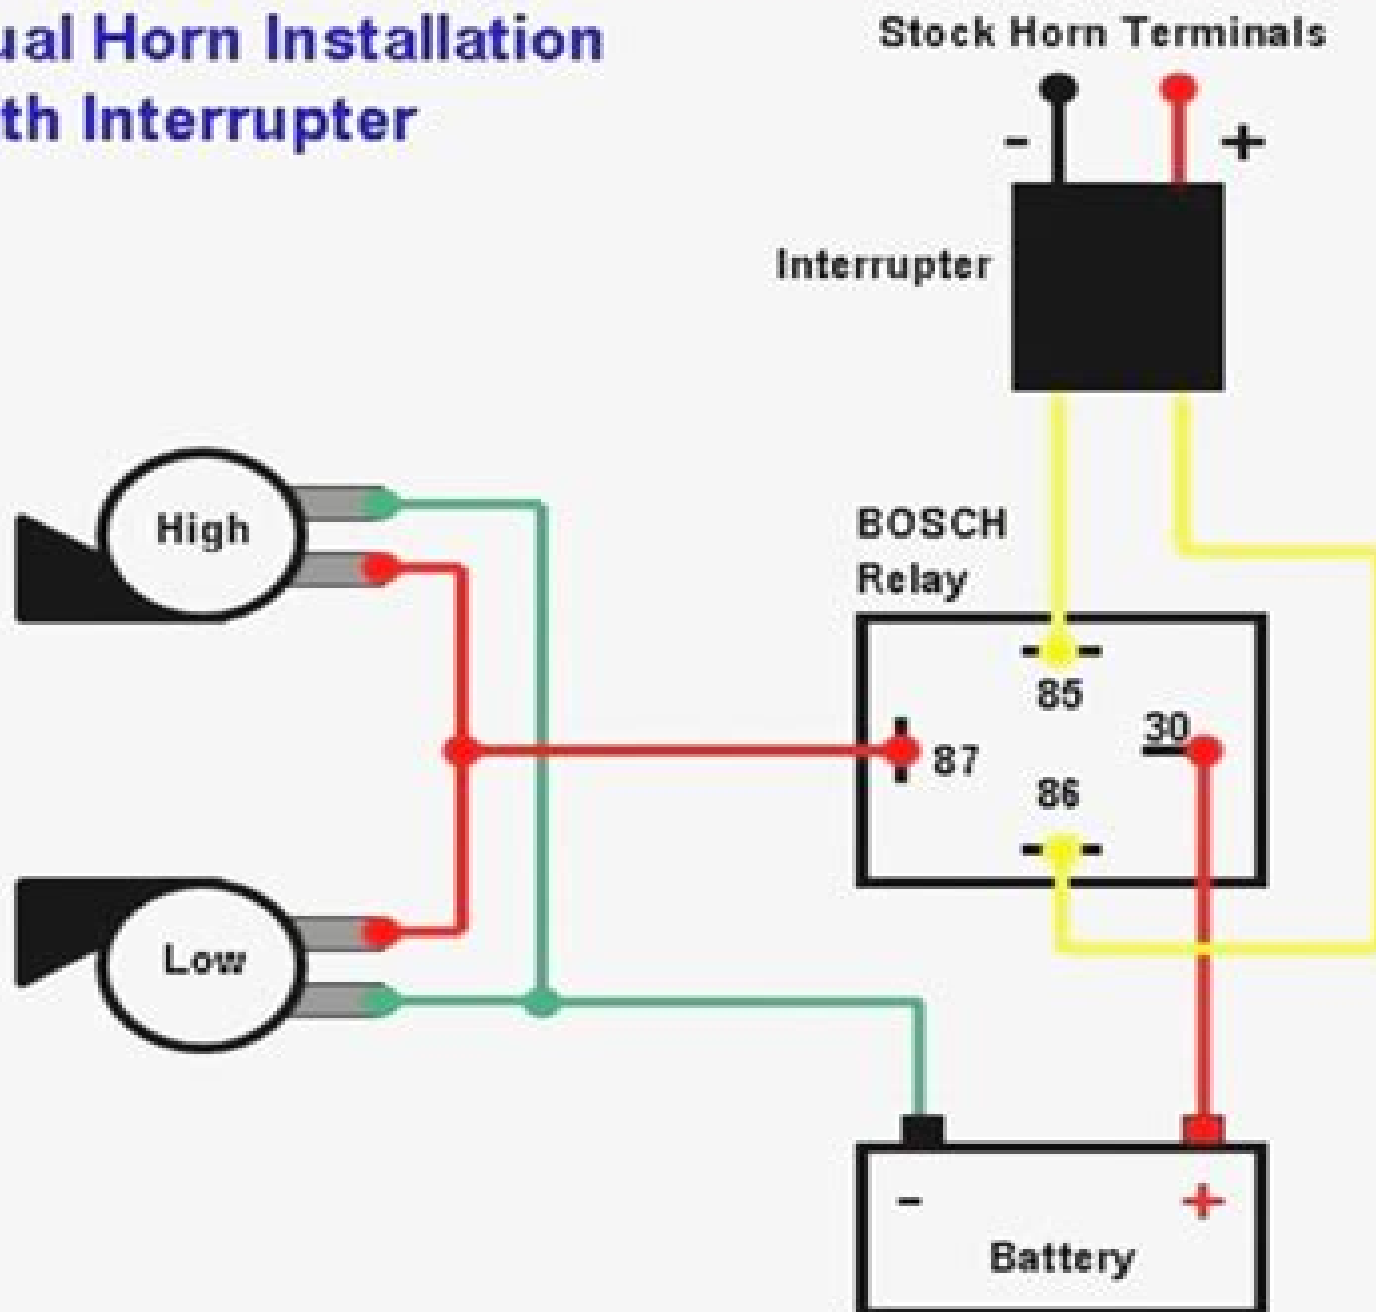 ual Horn Installation
th Interrupter
Stock Horn Terminals
- +
Interrupter
High
BOSCH
Relay
85
30
87
86
Low
- +
Battery